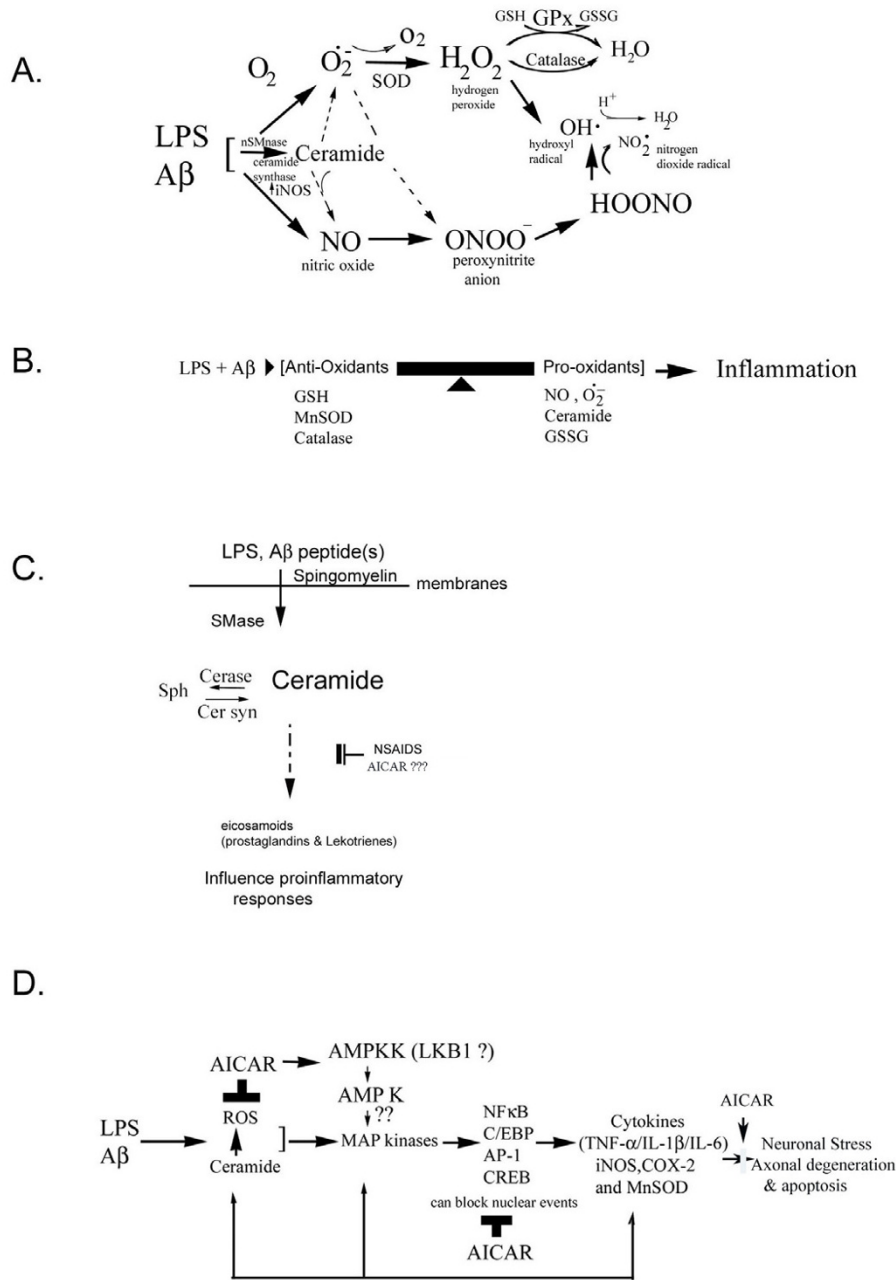 A.
GSH GPx GSSG
O2 O2•− O2
SOD
H2O2
hydrogen
peroxide
Catalase
H2O
LPS
Aβ
[
nSMnase
ceramide
synthase
iNOS
Ceramide
OH•
hydroxyl
radical
H+
H2O
NO2•
nitrogen
dioxide radical
HOONO
NO
nitric oxide
ONOO−
peroxynitrite
anion
B.
LPS + Aβ [Anti-Oxidants Pro-oxidants] Inflammation
GSH NO , O2•−
MnSOD Ceramide
Catalase GSSG
C.
LPS, Aβ peptide(s)
Spingomyelin
membranes
SMase
Sph
Cerase
Cer syn
Ceramide
NSAIDS
AICAR ???
eicosamoids
(prostaglandins & Lekotrienes)
Influence proinflammatory
responses
D.
AICAR AMPKK (LKB1 ?)
AMP K
??
MAP kinases
LPS
Aβ
ROS
Ceramide
]
NFκB
C/EBP
AP-1
CREB
can block nuclear events
AICAR
Cytokines
(TNF-α/IL-1β/IL-6)
iNOS,COX-2
and MnSOD
AICAR
Neuronal Stress
Axonal degeneration
& apoptosis